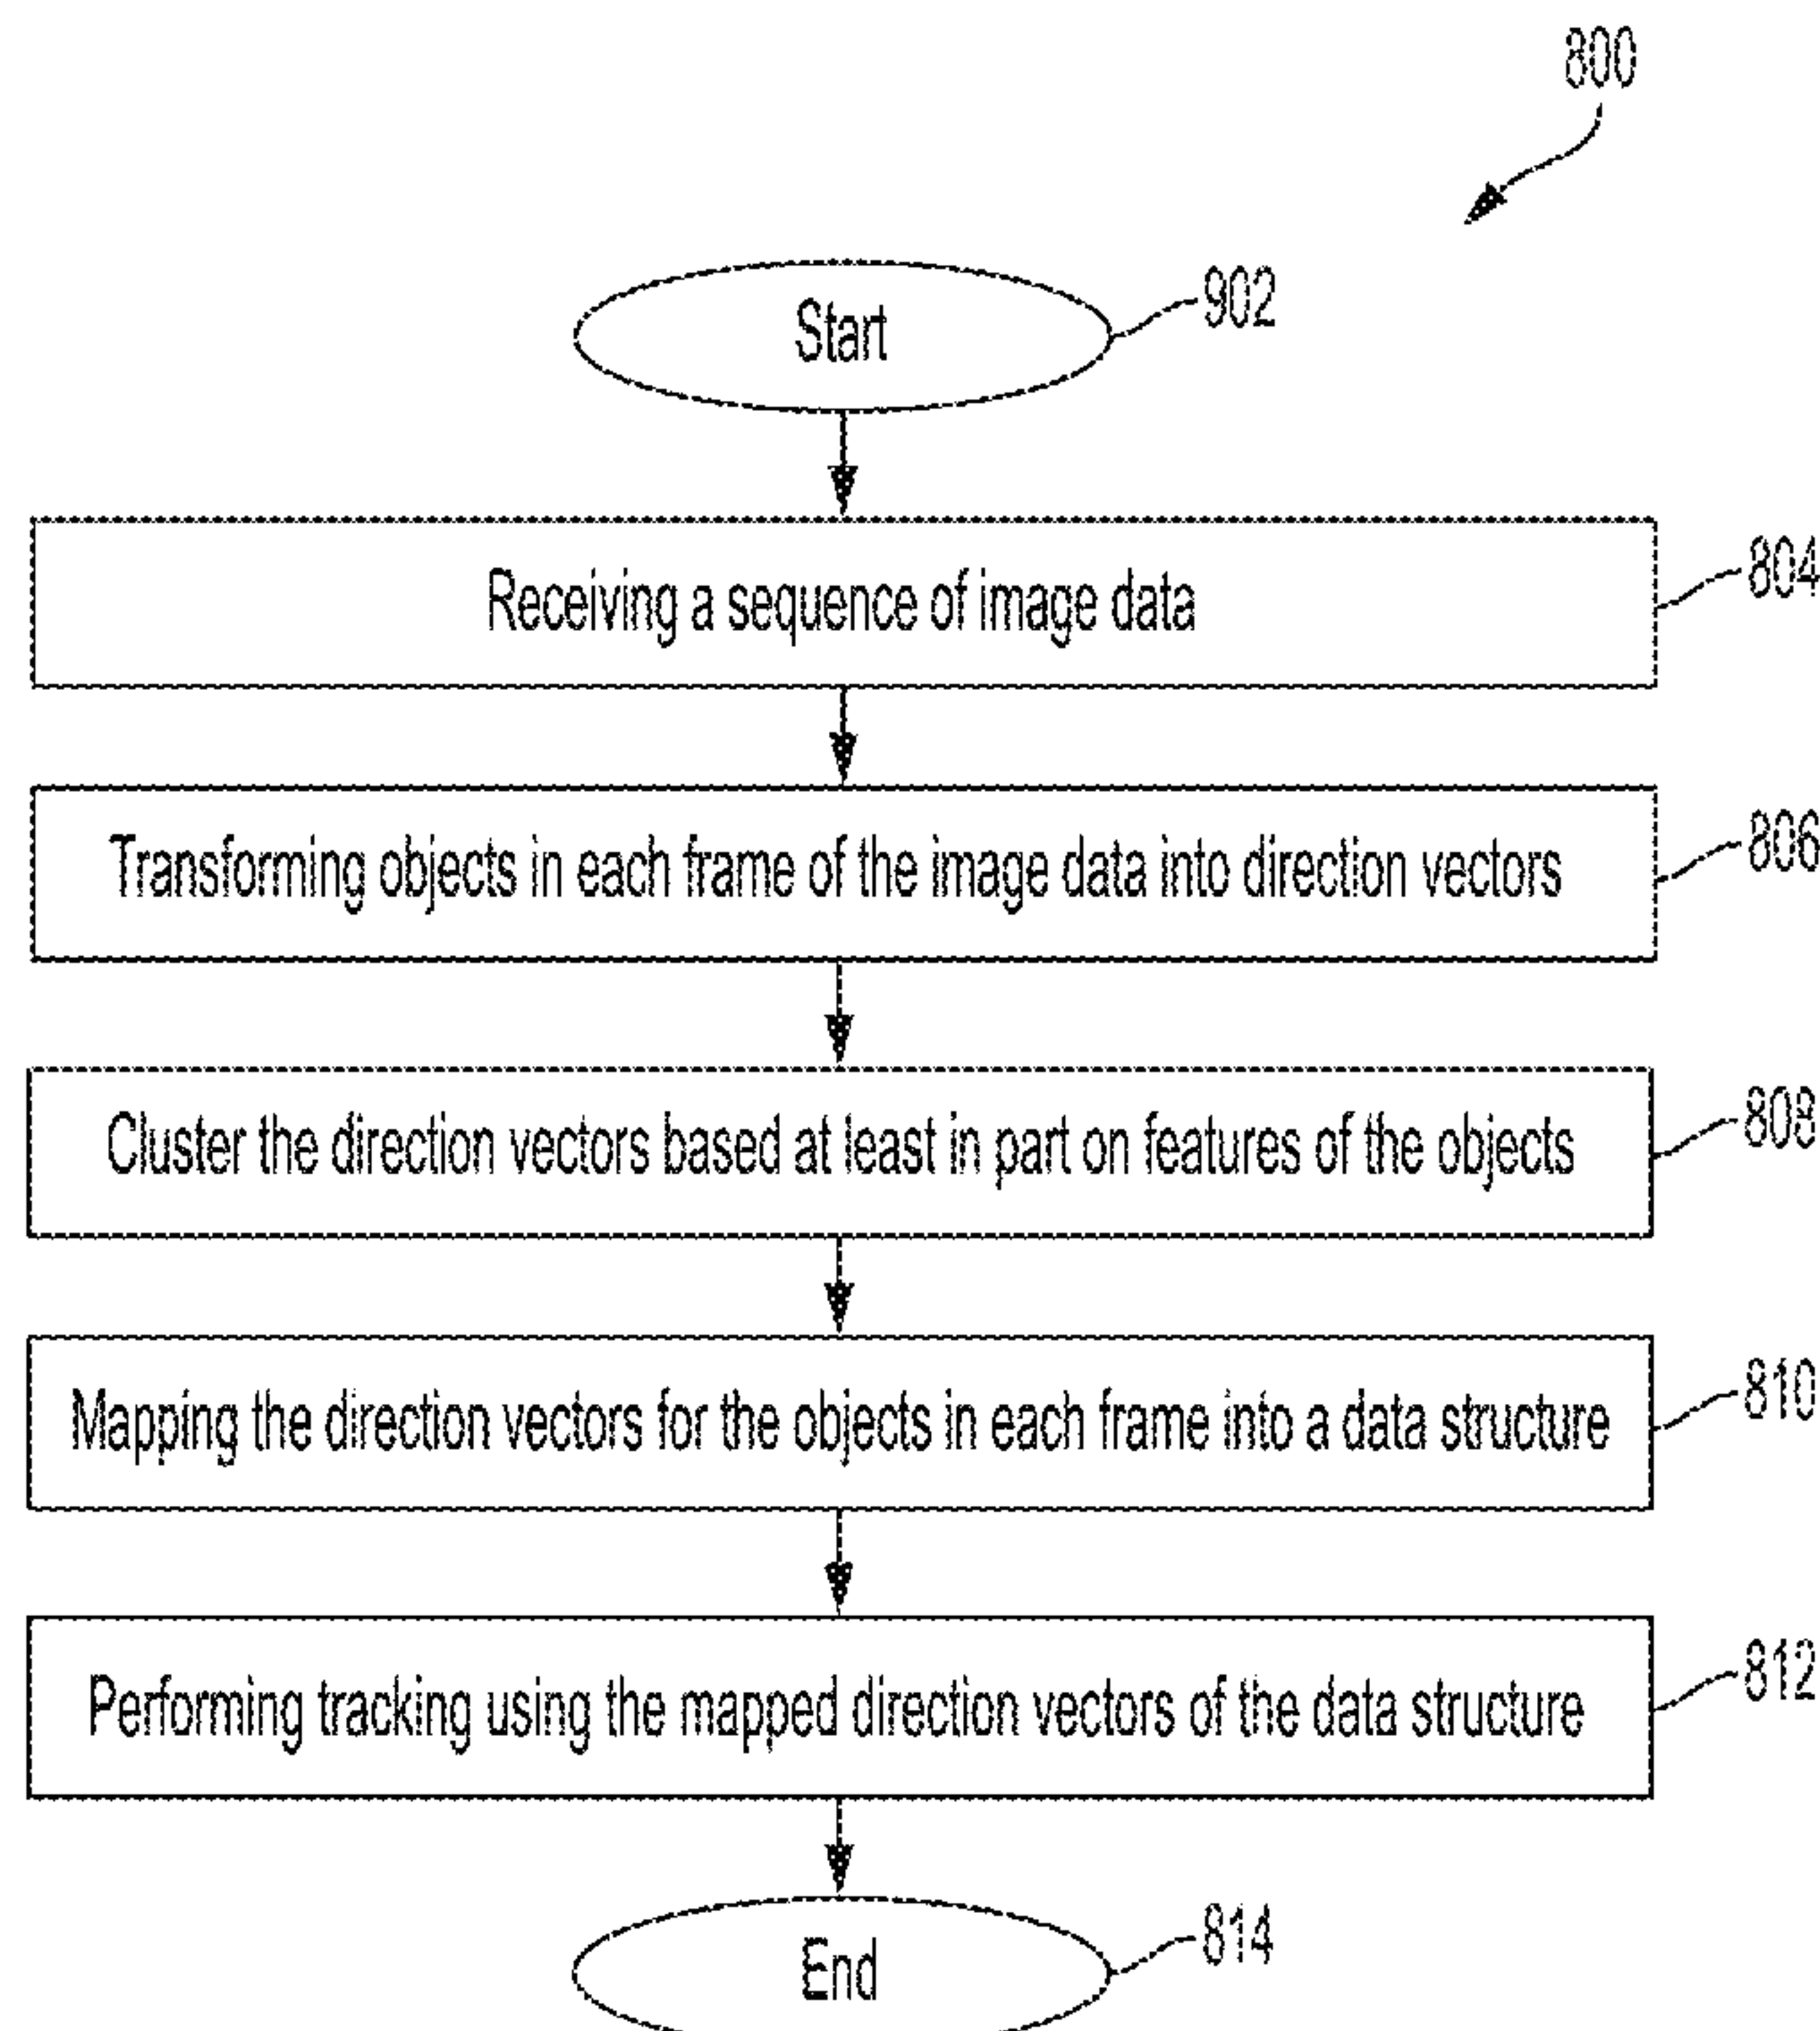 800
Start
902
Receiving a sequence of image data
804
Transforming objects in each frame of the image data into direction vectors
806
Cluster the direction vectors based at least in part on features of the objects
808
Mapping the direction vectors for the objects in each frame into a data structure
810
Performing tracking using the mapped direction vectors of the data structure
812
End
814